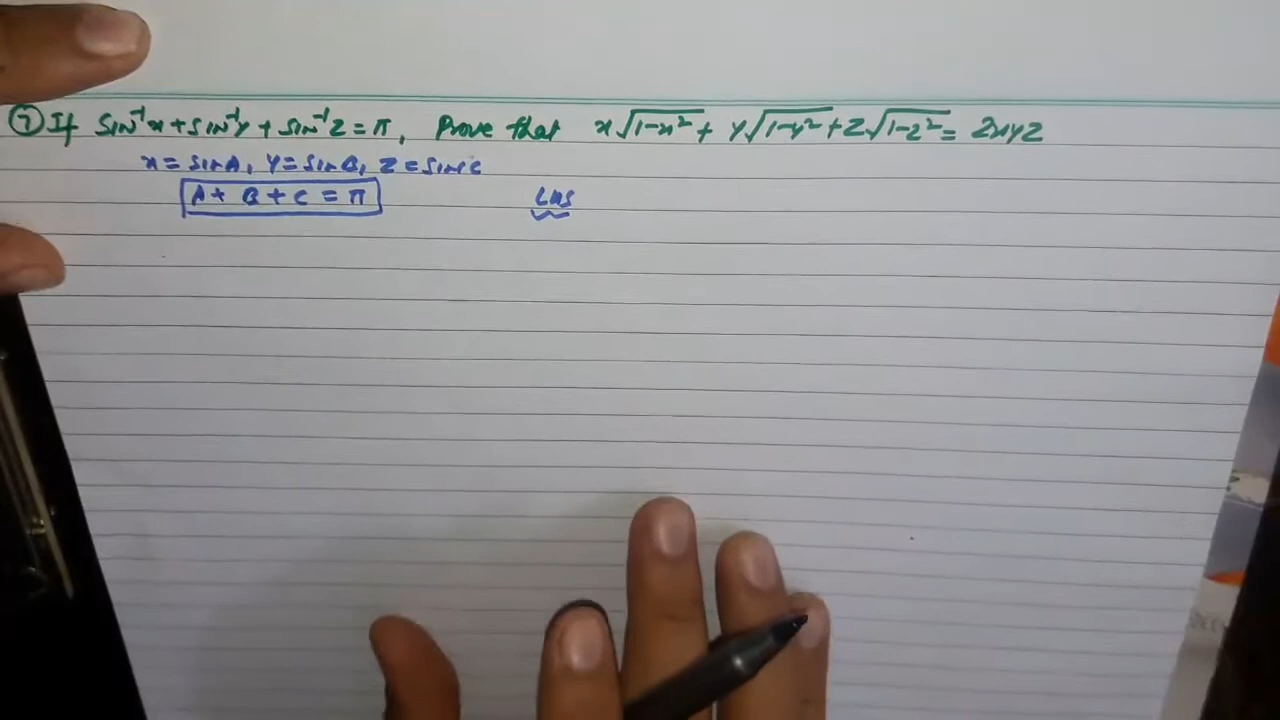 ⑦ If sin⁻¹x + sin⁻¹y + sin⁻¹z = π, Prove that x√1-x² + y√1-y² + z√1-z² = 2xyz
x = sinA, y = sinB, z = sinC
A + B + C = π
LHS